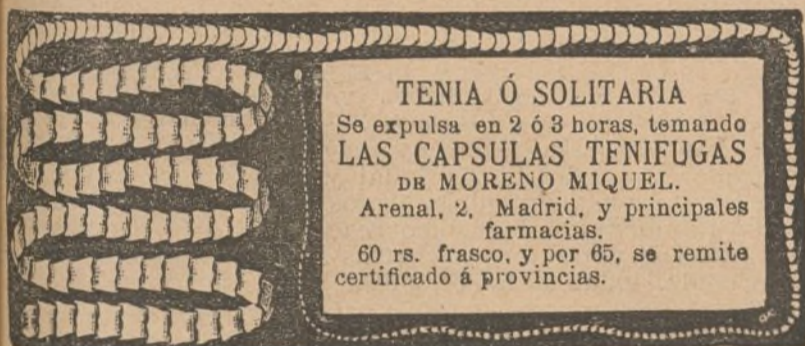 TENIA Ó SOLITARIA
Se expulsa en 2 ó 3 horas, temando
LAS CAPSULAS TENIFUGAS
DE MORENO MIQUEL.
Arenal, 2, Madrid, y principales
farmacias.
60 rs. frasco, y por 65, se remite
certificado á provincias.